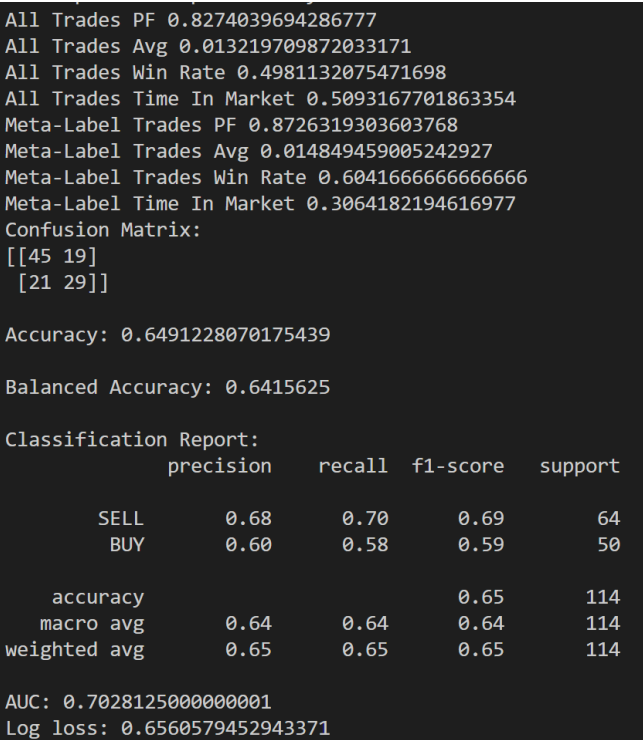 All Trades PF 0.8274039694286777
All Trades Avg 0.013219709872033171
All Trades Win Rate 0.4981132075471698
All Trades Time In Market 0.5093167701863354
Meta-Label Trades PF 0.8726319303603768
Meta-Label Trades Avg 0.014849459005242927
Meta-Label Trades Win Rate 0.6041666666666666
Meta-Label Time In Market 0.3064182194616977
Confusion Matrix:
[[45 19]
[21 29]]
Accuracy: 0.6491228070175439
Balanced Accuracy: 0.6415625
Classification Report:
precision recall f1-score support
SELL 0.68 0.70 0.69 64
BUY 0.60 0.58 0.59 50
accuracy 0.65 114
macro avg 0.64 0.64 0.64 114
weighted avg 0.65 0.65 0.65 114
AUC: 0.7028125000000001
Log loss: 0.6560579452943371